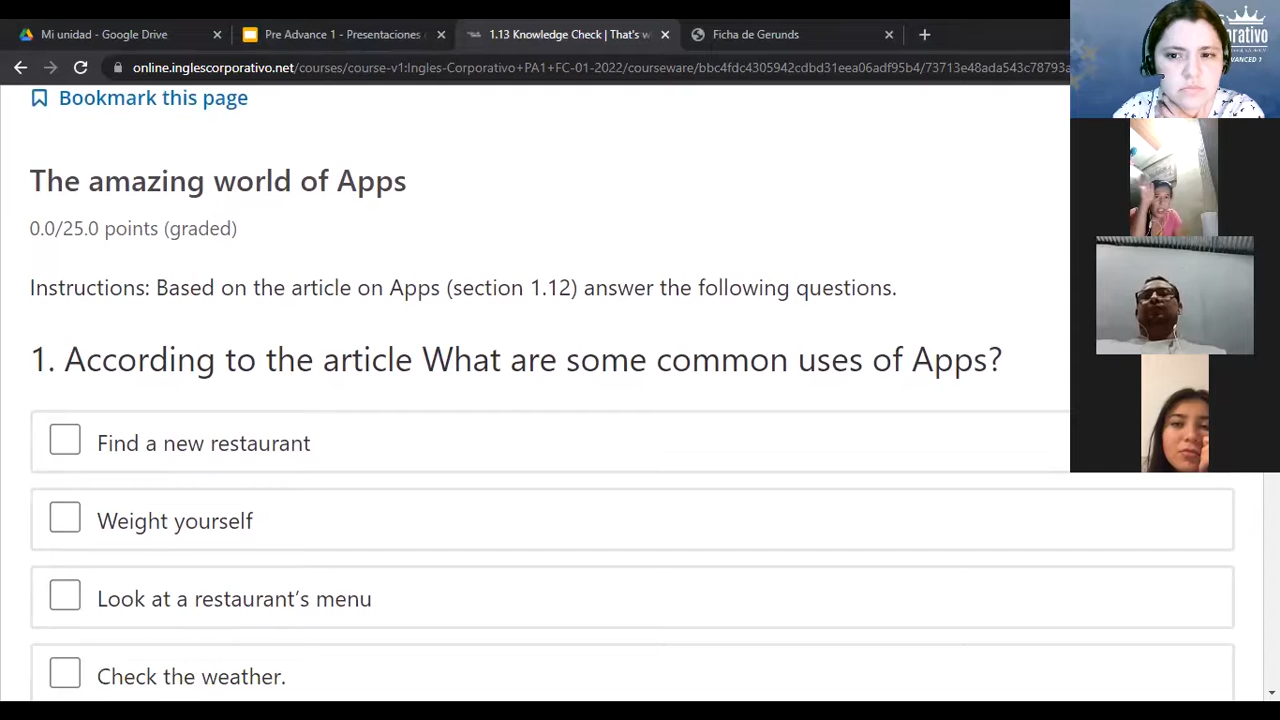 Mi unidad - Google Drive
Pre Advance 1 - Presentaciones
1.13 Knowledge Check | That's w
Ficha de Gerunds
online.inglescorporativo.net/courses/course-v1:Ingles-Corporativo+PA1+FC-01-2022/courseware/bbc4fbc4305942cdbd31eea06adf95b4/73713e48ada543c78793a
Bookmark this page
The amazing world of Apps
0.0/25.0 points (graded)
Instructions: Based on the article on Apps (section 1.12) answer the following questions.
1. According to the article What are some common uses of Apps?
Find a new restaurant
Weight yourself
Look at a restaurant’s menu
Check the weather.